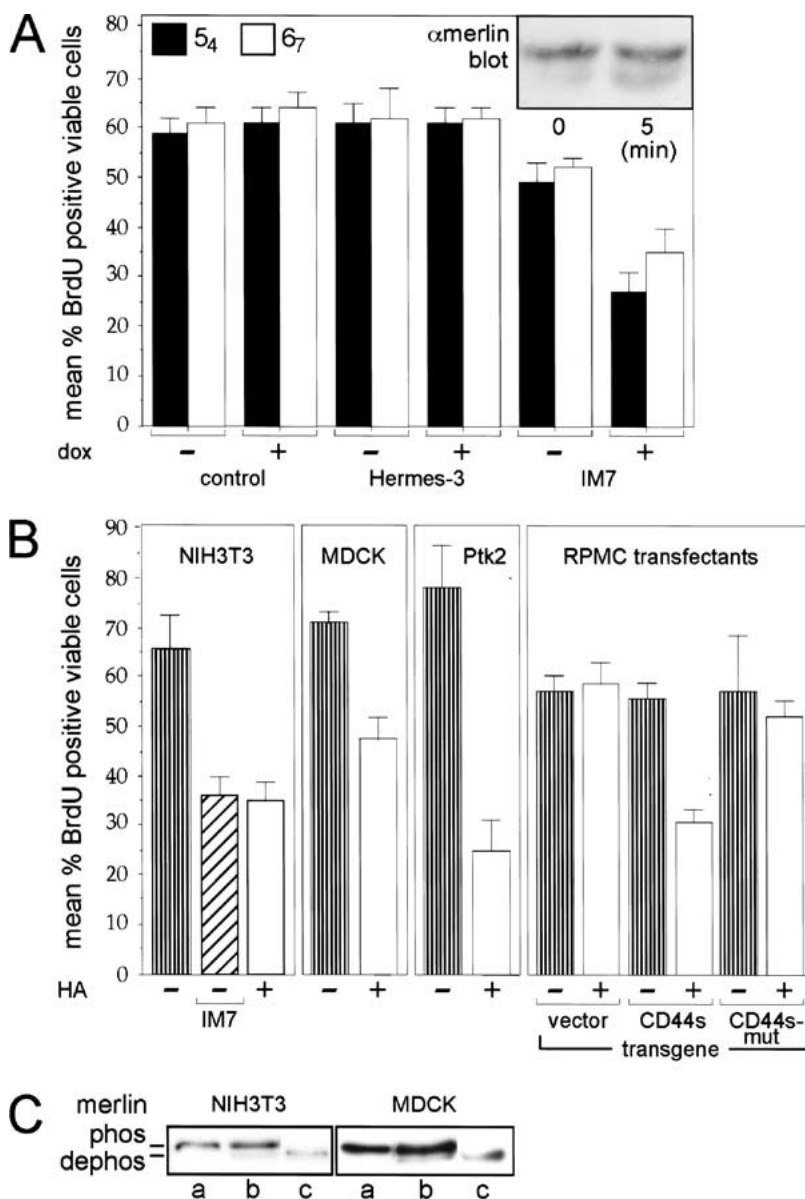 A
5₄ 6₇
αmerlin
blot
0 5
(min)
mean % BrdU positive viable cells
80
70
60
50
40
30
20
10
0
dox - + - + - +
control Hermes-3 IM7
B
NIH3T3 MDCK Ptk2 RPMC transfectants
mean % BrdU positive viable cells
90
80
70
60
50
40
30
20
10
0
HA - - + - + - + - + - + - +
IM7 vector CD44s CD44s-
mut
transgene
C
merlin NIH3T3 MDCK
phos
dephos
a b c a b c